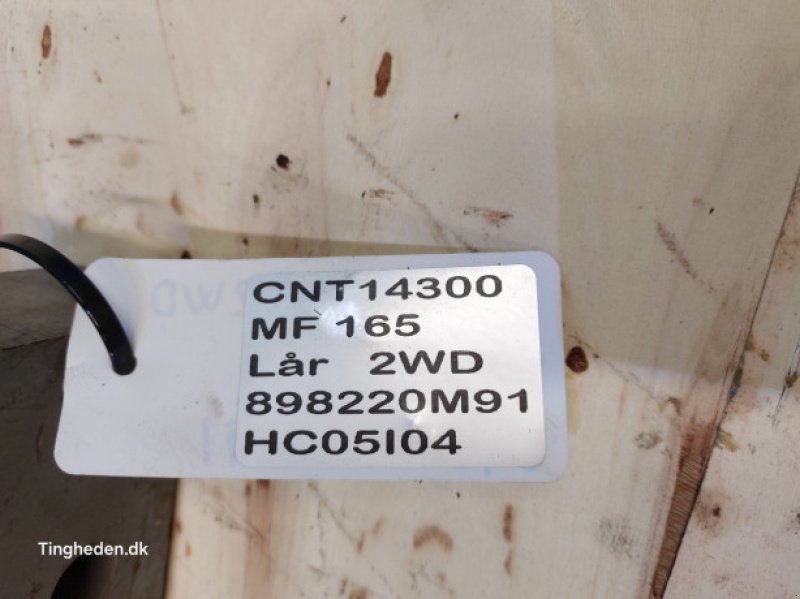 CNT14300
MF 165
Lår 2WD
898220M91
HC05I04
Tingheden.dk